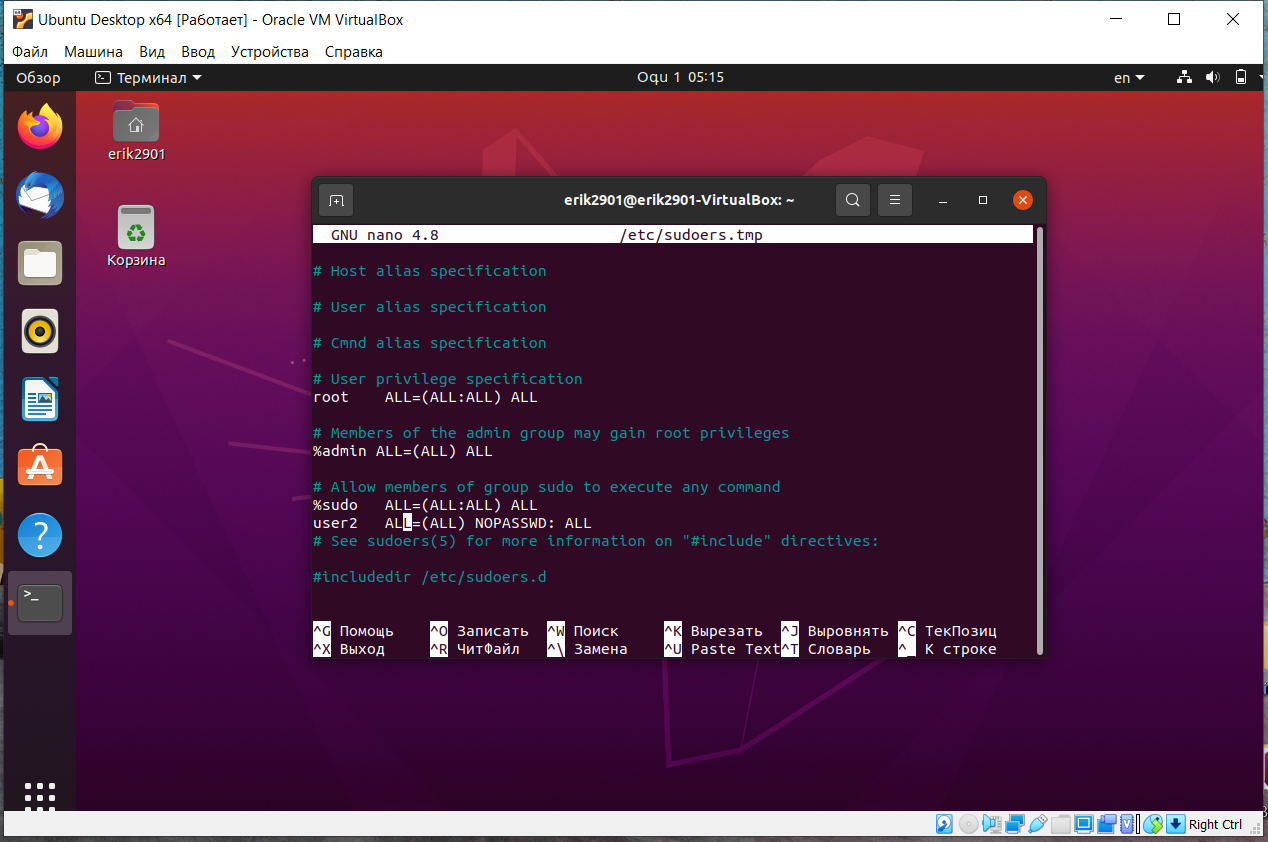 Ubuntu Desktop x64 [Работает] - Oracle VM VirtualBox
Файл Машина Вид Ввод Устройства Справка
Обзор Терминал Oqu 1 05:15 en
erik2901
Корзина
erik2901@erik2901-VirtualBox: ~
GNU nano 4.8 /etc/sudoers.tmp
# Host alias specification
# User alias specification
# Cmnd alias specification
# User privilege specification
root ALL=(ALL:ALL) ALL
# Members of the admin group may gain root privileges
%admin ALL=(ALL) ALL
# Allow members of group sudo to execute any command
%sudo ALL=(ALL:ALL) ALL
user2 ALL=(ALL) NOPASSWD: ALL
# See sudoers(5) for more information on "#include" directives:
#includedir /etc/sudoers.d
^G Помощь ^O Записать ^W Поиск ^K Вырезать ^J Выровнять ^C ТекПозиц
^X Выход ^R ЧитФайл ^\ Замена ^U Paste Text ^T Словарь ^_ К строке
Right Ctrl